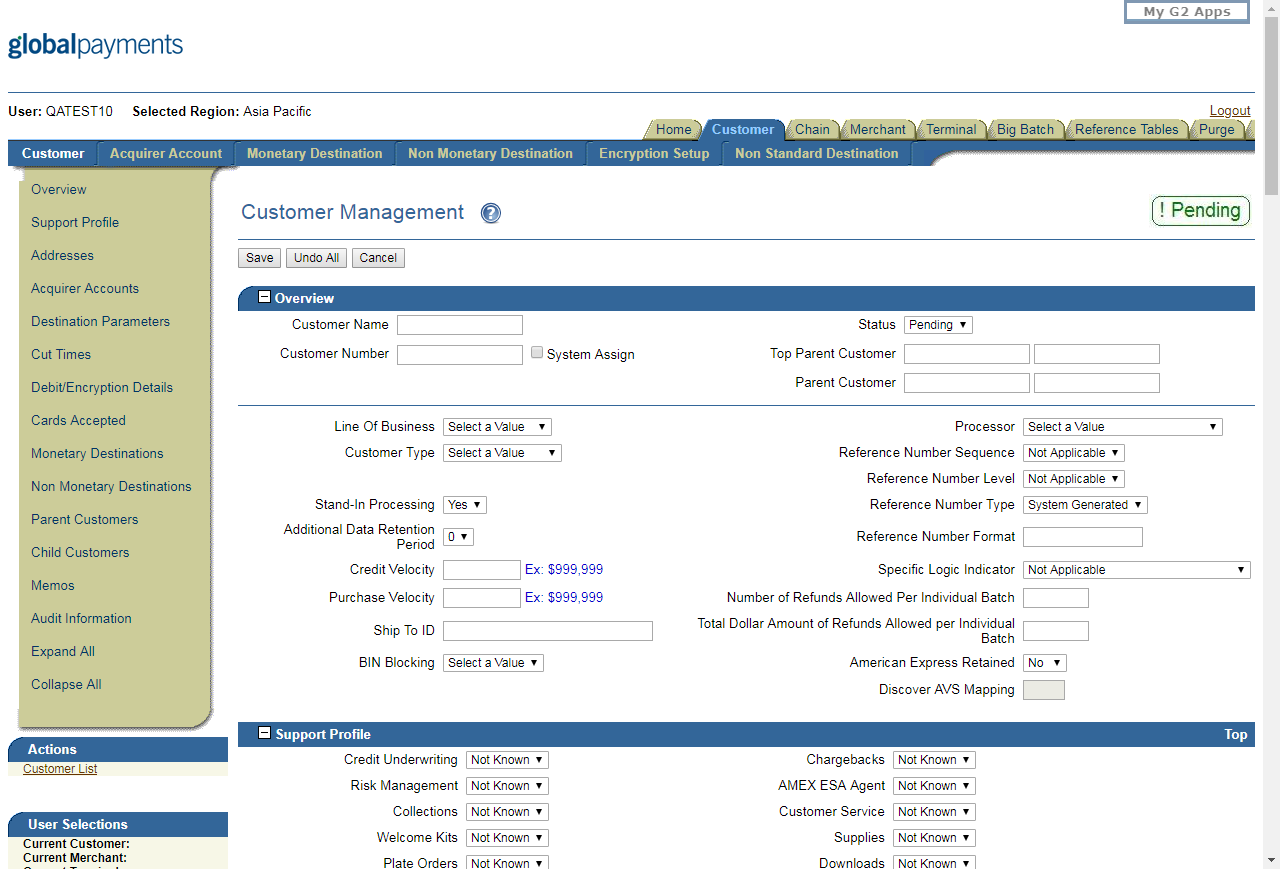 My G2 Apps
globalpayments
User: QATEST10 Selected Region: Asia Pacific
Logout
Home Customer Chain Merchant Terminal Big Batch Reference Tables Purge
Customer Acquirer Account Monetary Destination Non Monetary Destination Encryption Setup Non Standard Destination
Overview
Support Profile
Addresses
Acquirer Accounts
Destination Parameters
Cut Times
Debit/Encryption Details
Cards Accepted
Monetary Destinations
Non Monetary Destinations
Parent Customers
Child Customers
Memos
Audit Information
Expand All
Collapse All
Actions
Customer List
User Selections
Current Customer:
Current Merchant:
Customer Management ?
! Pending
Save Undo All Cancel
Overview
Customer Name
Status Pending
Customer Number System Assign
Top Parent Customer
Parent Customer
Line Of Business Select a Value
Processor Select a Value
Customer Type Select a Value
Reference Number Sequence Not Applicable
Reference Number Level Not Applicable
Stand-In Processing Yes
Reference Number Type System Generated
Additional Data Retention
Period 0
Reference Number Format
Credit Velocity Ex: $999,999
Specific Logic Indicator Not Applicable
Purchase Velocity Ex: $999,999
Number of Refunds Allowed Per Individual Batch
Ship To ID
Total Dollar Amount of Refunds Allowed per Individual
Batch
BIN Blocking Select a Value
American Express Retained No
Discover AVS Mapping
Support Profile Top
Credit Underwriting Not Known
Chargebacks Not Known
Risk Management Not Known
AMEX ESA Agent Not Known
Collections Not Known
Customer Service Not Known
Welcome Kits Not Known
Supplies Not Known
Plate Orders Not Known
Downloads Not Known